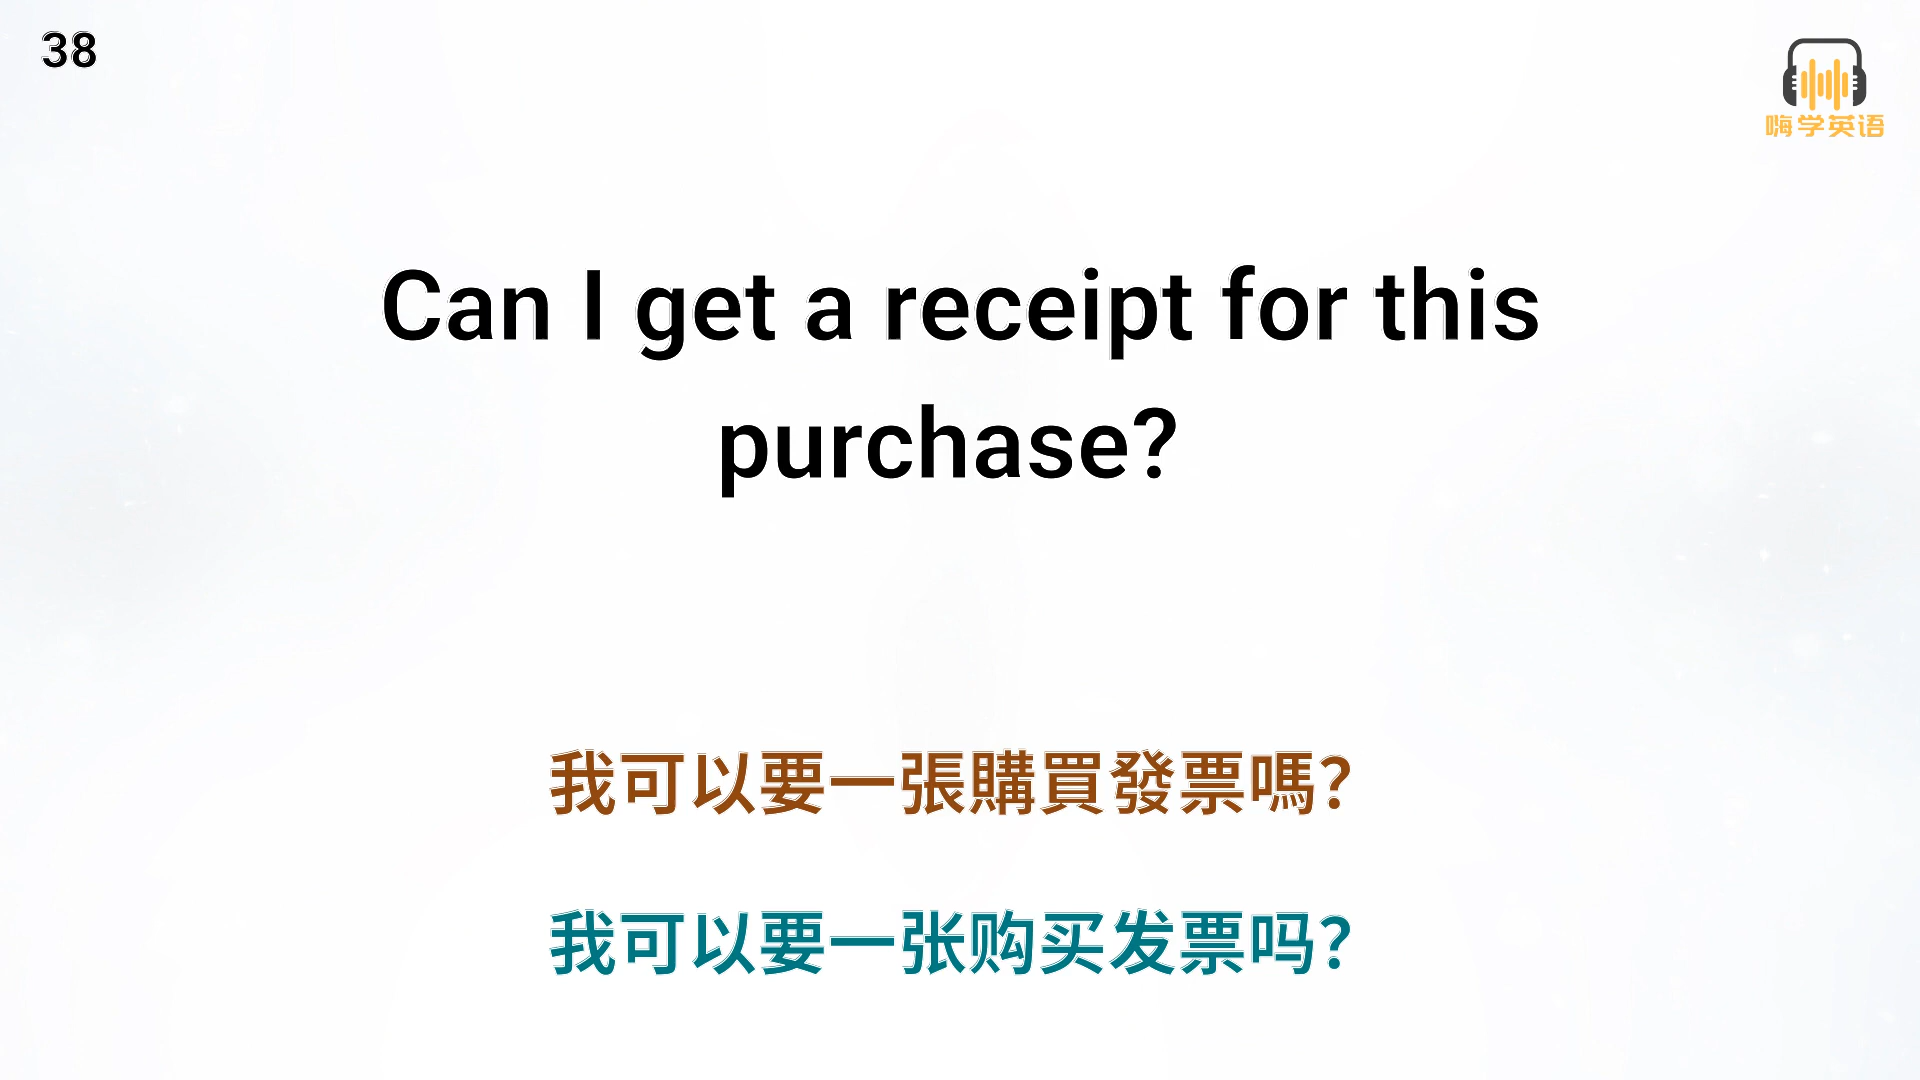 38
嗨学英语
Can I get a receipt for this
purchase?
我可以要一張購買發票嗎?
我可以要一张购买发票吗?